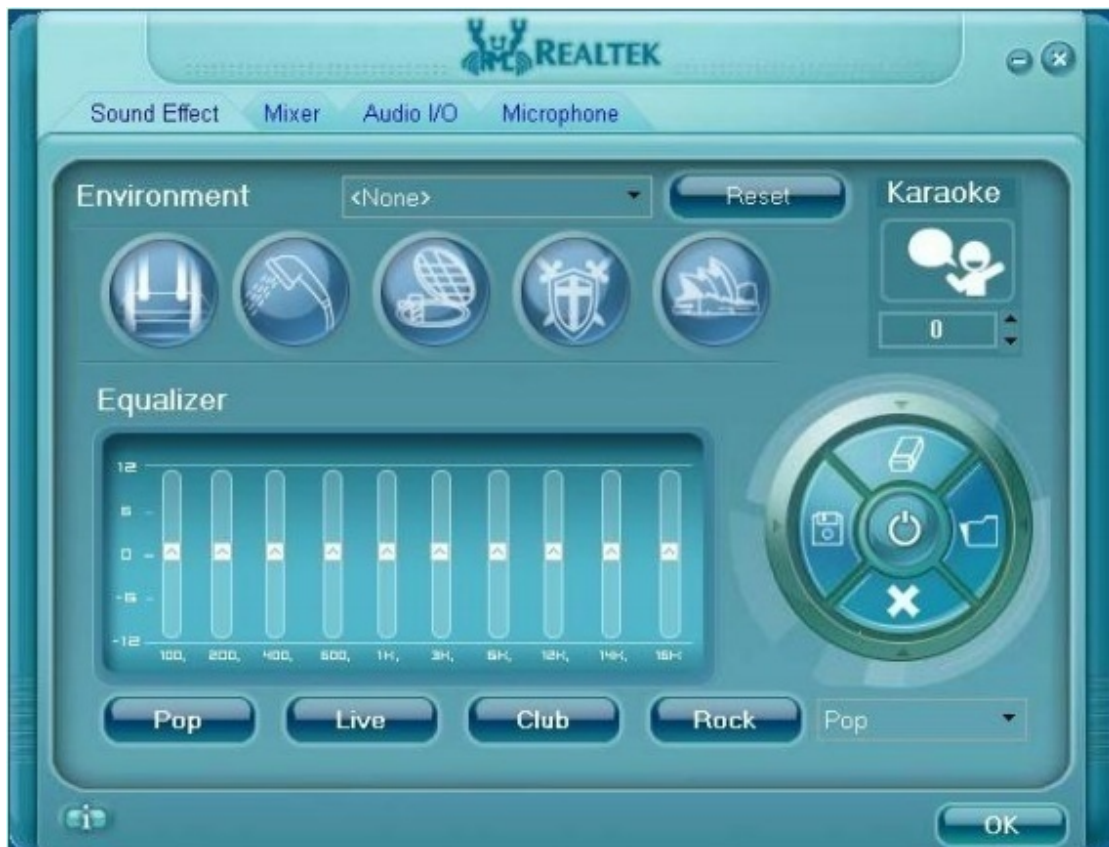 REALTEK
Sound Effect Mixer Audio I/O Microphone
Environment <None> Reset Karaoke
0
Equalizer
12
6
0
-6
-12
100, 200, 400, 600, 1K, 3K, 6K, 12K, 14K, 16K
Pop Live Club Rock Pop
i
OK